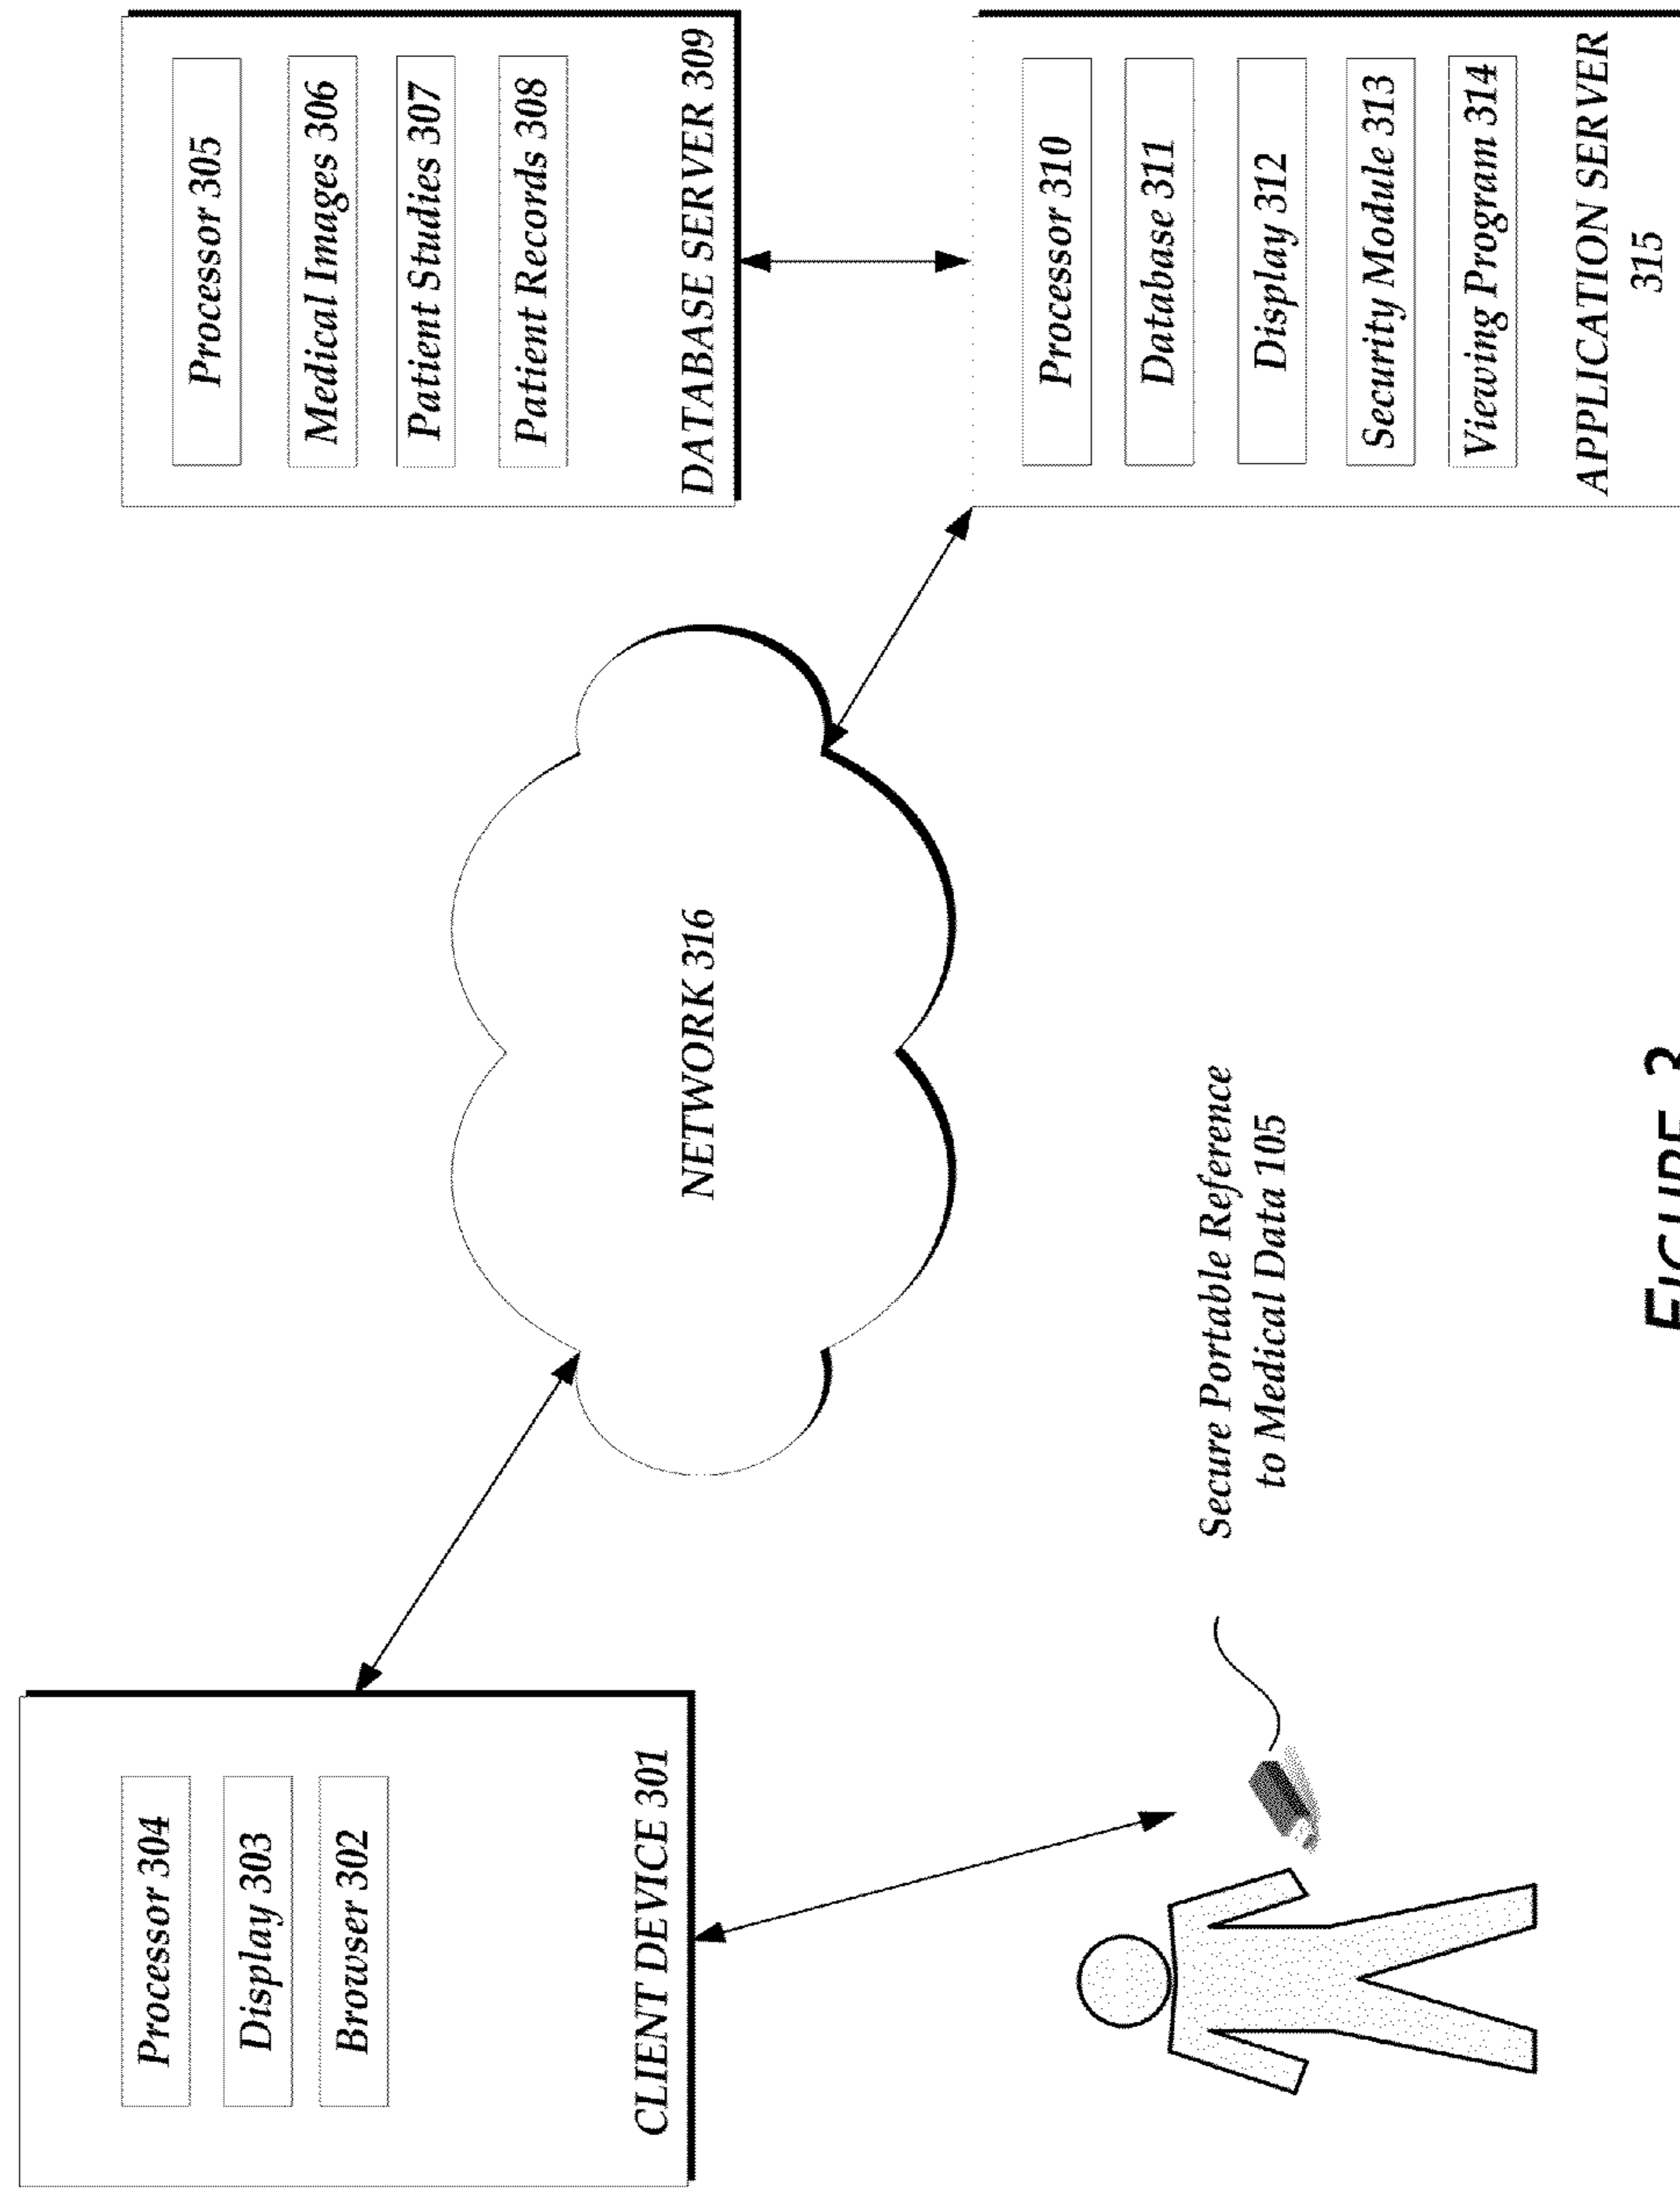 Processor 304
Display 303
Browser 302
CLIENT DEVICE 301
NETWORK 316
Processor 305
Medical Images 306
Patient Studies 307
Patient Records 308
DATABASE SERVER 309
Processor 310
Database 311
Display 312
Security Module 313
Viewing Program 314
APPLICATION SERVER
315
Secure Portable Reference
to Medical Data 105
FIGURE 3